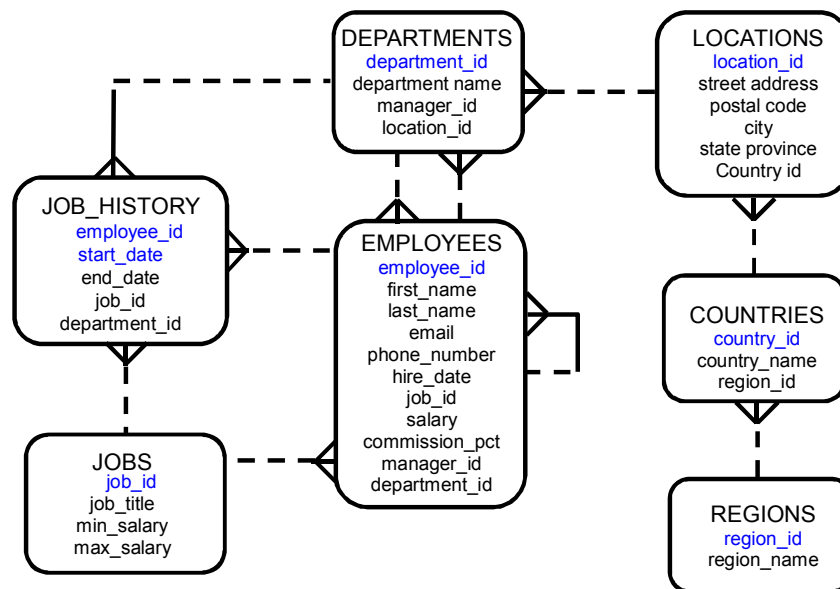 DEPARTMENTS
department_id
department name
manager_id
location_id
LOCATIONS
location_id
street address
postal code
city
state province
Country id
JOB_HISTORY
employee_id
start_date
end_date
job_id
department_id
EMPLOYEES
employee_id
first_name
last_name
email
phone_number
hire_date
job_id
salary
commission_pct
manager_id
department_id
COUNTRIES
country_id
country_name
region_id
JOBS
job_id
job_title
min_salary
max_salary
REGIONS
region_id
region_name